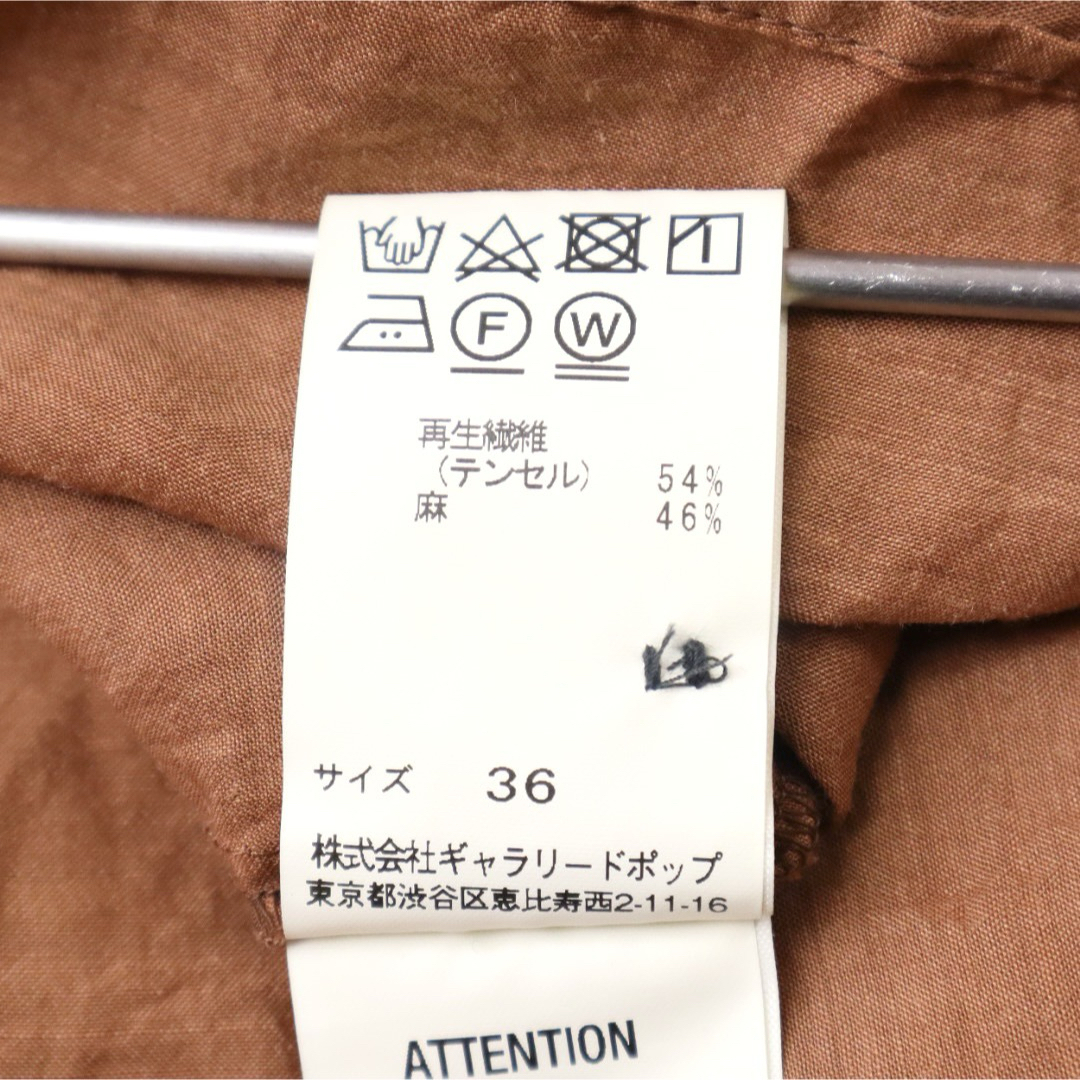 F W
再生繊維
(テンセル) 54%
麻 46%
サイズ 36
株式会社ギャラリードポップ
東京都渋谷区恵比寿西2-11-16
ATTENTION